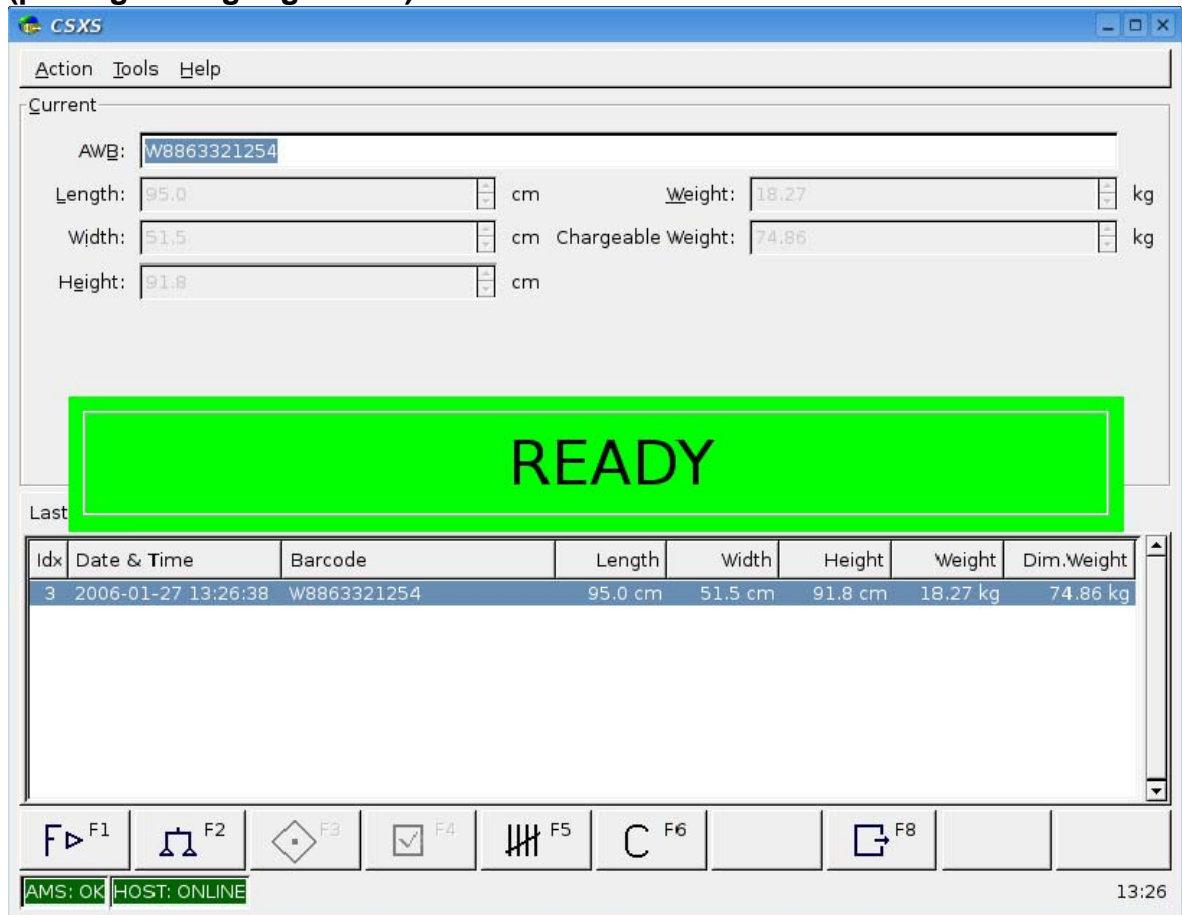 CSXS
Action Tools Help
Current
AWB: W8863321254
Length: 95.0 cm Weight: 18.27 kg
Width: 51.5 cm Chargeable Weight: 74.86 kg
Height: 91.8 cm
READY
Last
Idx Date & Time Barcode Length Width Height Weight Dim.Weight
3 2006-01-27 13:26:38 W8863321254 95.0 cm 51.5 cm 91.8 cm 18.27 kg 74.86 kg
F F1 F2 F3 F4 F5 C F6 F8
AMS: OK HOST: ONLINE 13:26